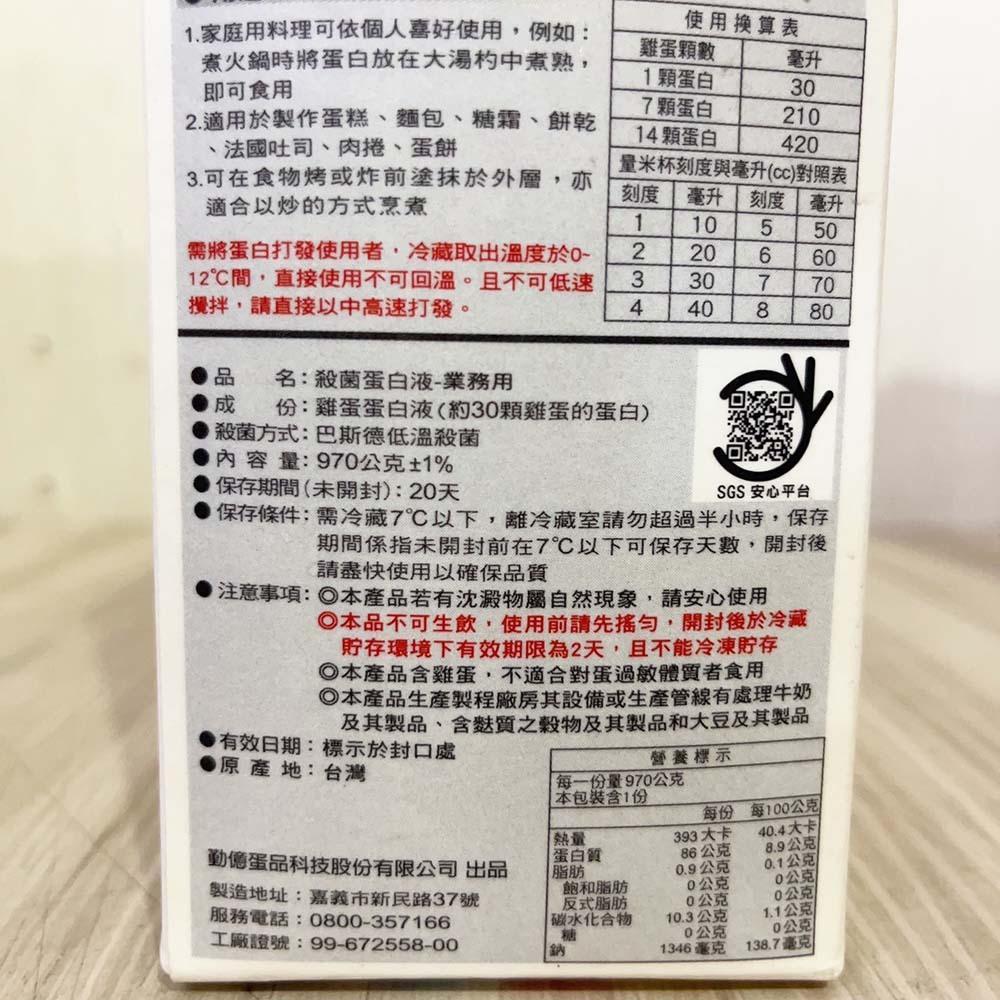 1.家庭用料理可依個人喜好使用，例如：
煮火鍋時將蛋白放在大湯杓中煮熟，
即可食用
2.適用於製作蛋糕、麵包、糖霜、餅乾
、法國吐司、肉捲、蛋餅
3.可在食物烤或炸前塗抹於外層，亦
適合以炒的方式烹煮
需將蛋白打發使用者，冷藏取出溫度於0~
12℃間，直接使用不可回溫。且不可低速
攪拌，請直接以中高速打發。
使用換算表
雞蛋顆數 毫升
1顆蛋白 30
7顆蛋白 210
14顆蛋白 420
量米杯刻度與毫升(cc)對照表
刻度 毫升 刻度 毫升
1 10 5 50
2 20 6 60
3 30 7 70
4 40 8 80
●品 名：殺菌蛋白液-業務用
●成 份：雞蛋蛋白液(約30顆雞蛋的蛋白)
●殺菌方式：巴斯德低溫殺菌
●內容量：970公克±1%
●保存期間(未開封)：20天
●保存條件：需冷藏7℃以下，離冷藏室請勿超過半小時，保存
期間係指未開封前在7℃以下可保存天數，開封後
請盡快使用以確保品質
●注意事項：◎本產品若有沈澱物屬自然現象，請安心使用
◎本品不可生飲，使用前請先搖勻，開封後於冷藏
貯存環境下有效期限為2天，且不能冷凍貯存
◎本產品含雞蛋，不適合對蛋過敏體質者食用
◎本產品生產製程廠房其設備或生產管線有處理牛奶
及其製品、含麩質之穀物及其製品和大豆及其製品
●有效日期：標示於封口處
●原產地：台灣
SGS 安心平台
勤億蛋品科技股份有限公司 出品
製造地址：嘉義市新民路37號
服務電話：0800-357166
工廠證號：99-672558-00
營養標示
每一份量970公克
本包裝含1份
每份 每100公克
熱量 393大卡 40.4大卡
蛋白質 86公克 8.9公克
脂肪 0.9公克 0.1公克
飽和脂肪 0公克 0公克
反式脂肪 0公克 0公克
碳水化合物 10.3公克 1.1公克
糖 0公克 0公克
鈉 1346毫克 138.7毫克